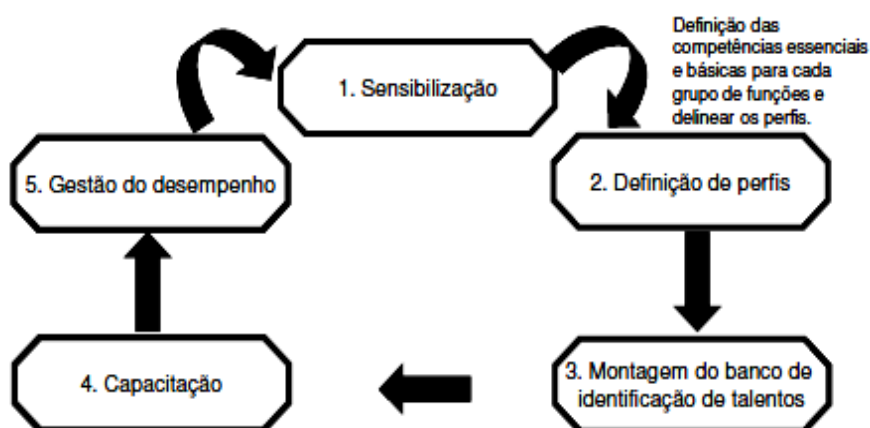 1. Sensibilização
Definição das
competências essenciais
e básicas para cada
grupo de funções e
delinear os perfis.
5. Gestão do desempenho
2. Definição de perfis
4. Capacitação
3. Montagem do banco de
identificação de talentos